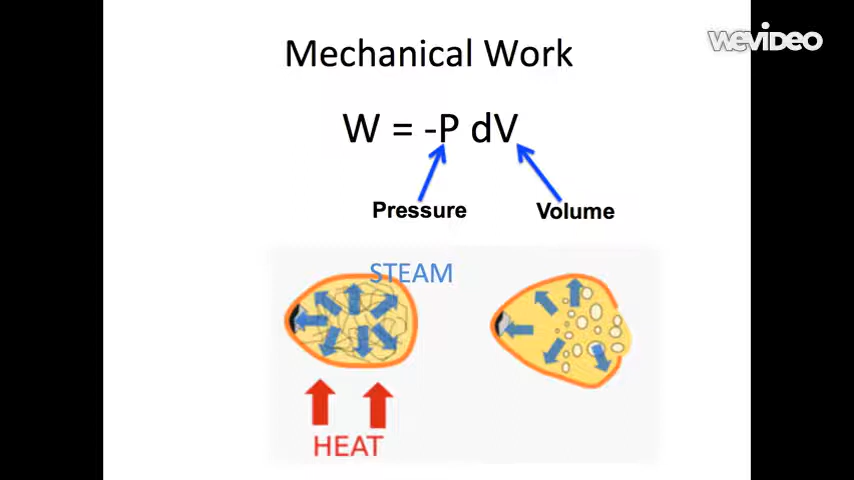 WEVIDEO
Mechanical Work
W = -P dV
Pressure
Volume
STEAM
HEAT